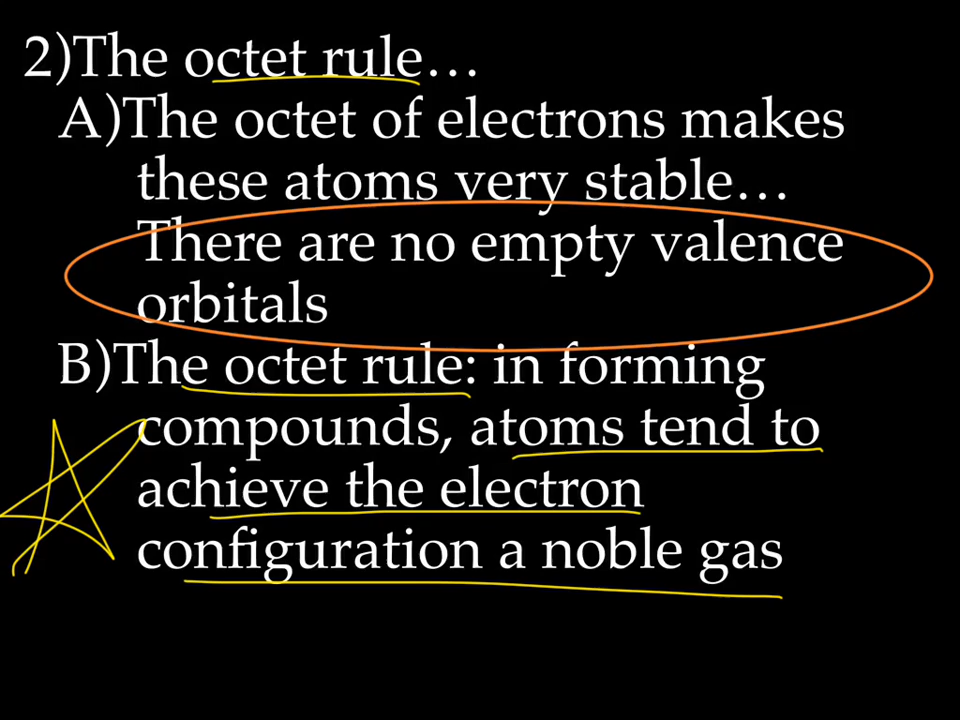 2)The octet rule…
A)The octet of electrons makes
these atoms very stable…
There are no empty valence
orbitals
B)The octet rule: in forming
compounds, atoms tend to
achieve the electron
configuration a noble gas